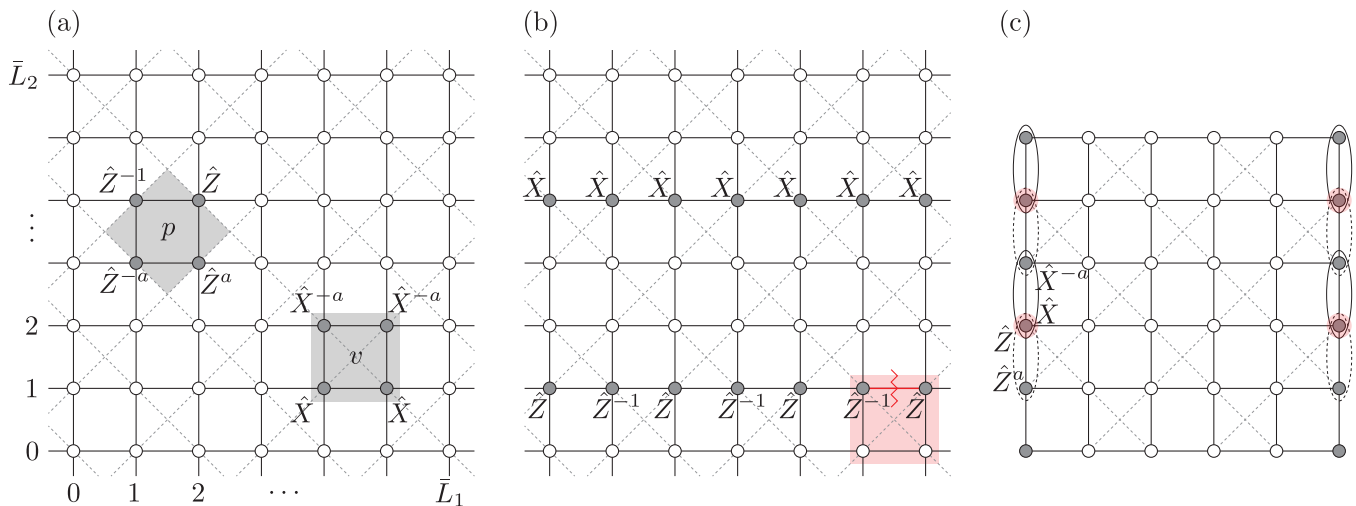 (a)
(b)
(c)
L̄₂
⋮
2
1
0
0 1 2 ⋯ L̄₁
Ẑ⁻¹ Ẑ
p
Ẑ⁻ᵃ Ẑᵃ
X̂⁻ᵃ X̂⁻ᵃ
v
X̂ X̂
X̂ X̂ X̂ X̂ X̂ X̂ X̂
Ẑ Ẑ⁻¹ Ẑ Ẑ⁻¹ Ẑ Ẑ⁻¹ Ẑ
X̂⁻ᵃ
X̂
Ẑ
Ẑᵃ